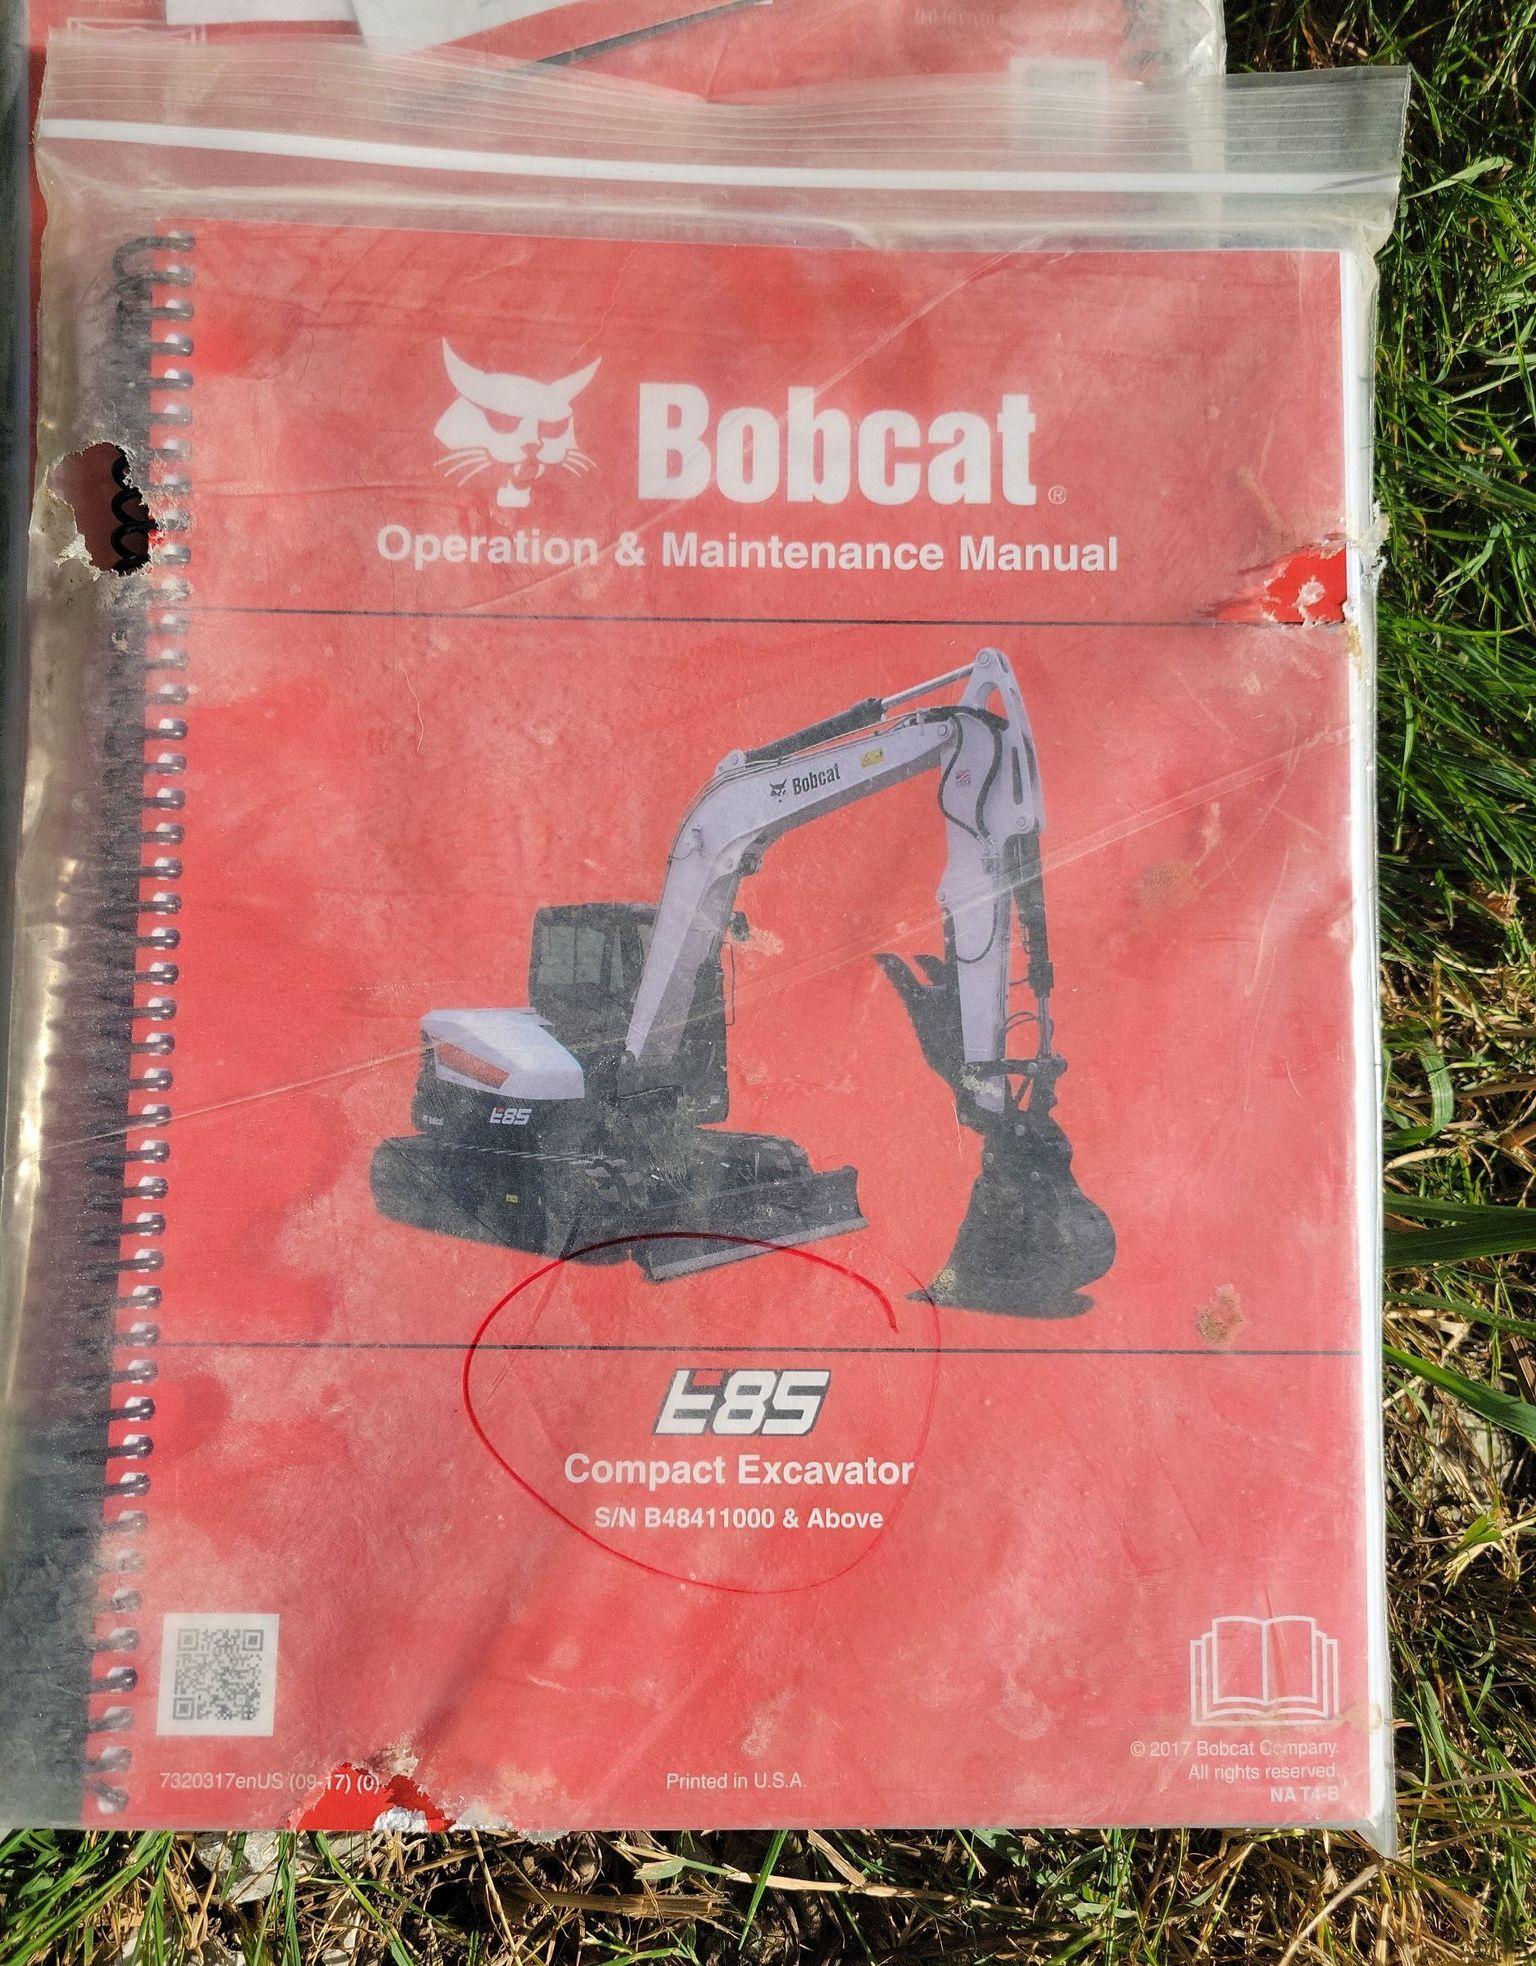 Bobcat®
Operation & Maintenance Manual
Bobcat
E85
E85
Compact Excavator
S/N B48411000 & Above
© 2017 Bobcat Company.
All rights reserved.
NA T4-B
7320317enUS (09-17) (0)
Printed in U.S.A.